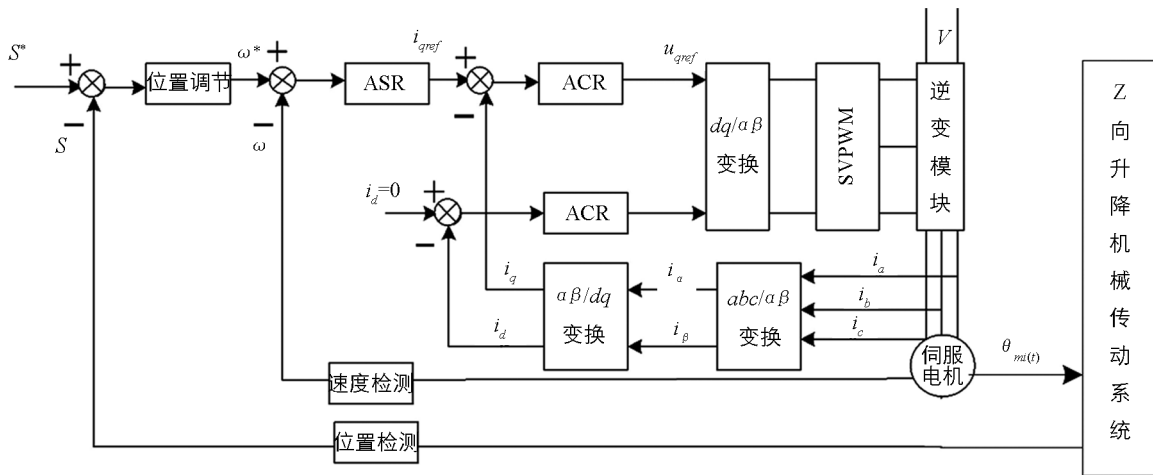 S*
+
位置调节
ω*
+
ASR
i_qref
+
ACR
u_qref
dq/αβ
变换
SVPWM
V
逆变模块
Z向升降机械传动系统
−
S
−
ω
−
i_d=0
+
−
ACR
i_q
i_d
αβ/dq
变换
i_α
i_β
abc/αβ
变换
i_a
i_b
i_c
伺服
电机
θ_mi(t)
速度检测
位置检测